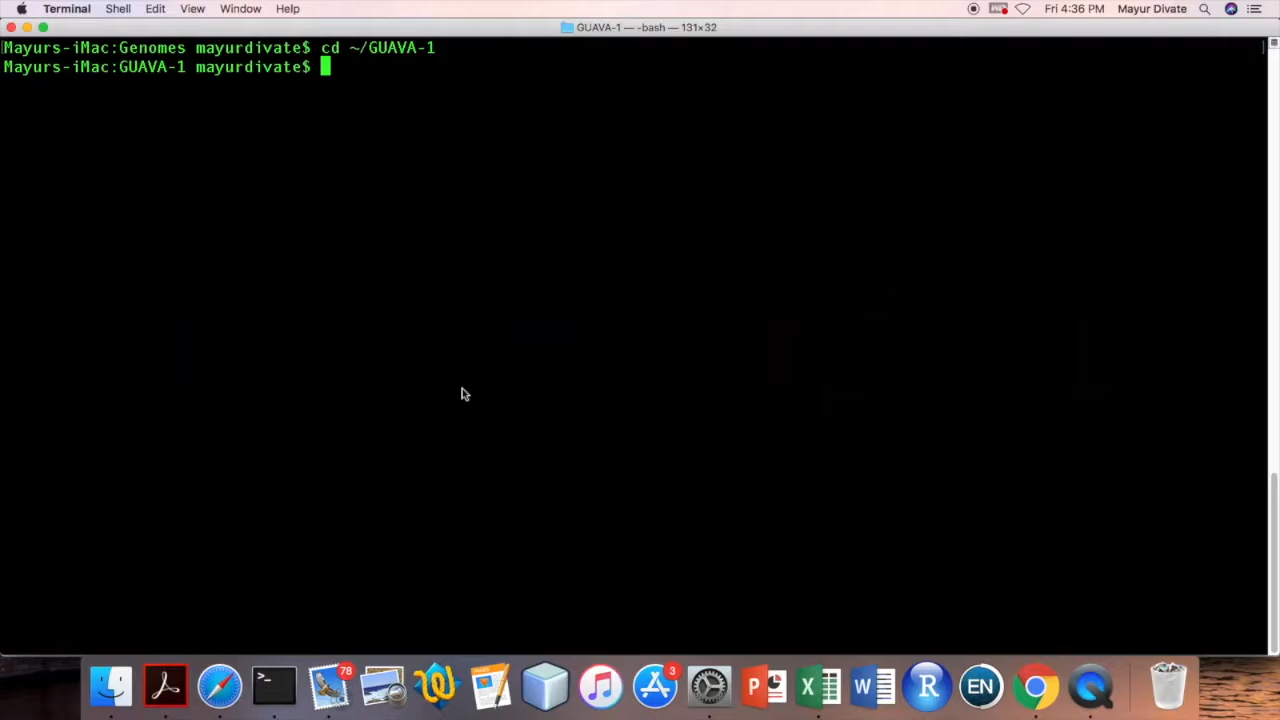 Terminal Shell Edit View Window Help Fri 4:36 PM Mayur Divate
GUAVA-1 — -bash — 131×32
Mayurs-iMac:Genomes mayurdivate$ cd ~/GUAVA-1
Mayurs-iMac:GUAVA-1 mayurdivate$
>_
78
PAGES
3
P
X
W
R
EN